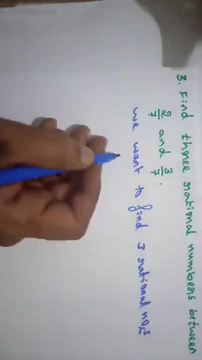 3. Find three rational numbers between
2/7 and 3/7.
we want to find 3 rational no.s